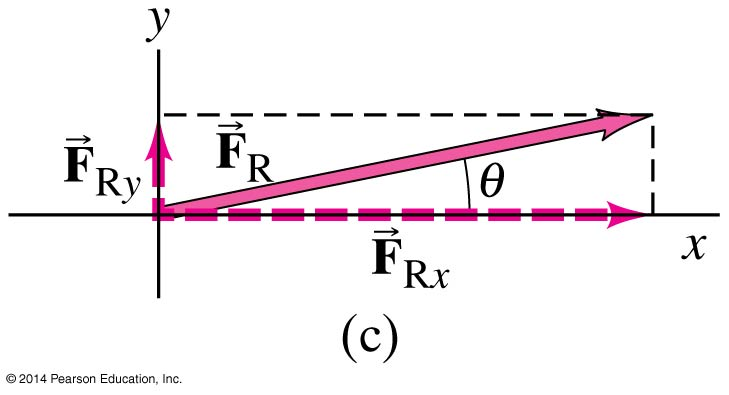 y
F⃗Ry
F⃗R
θ
F⃗Rx
x
(c)
© 2014 Pearson Education, Inc.